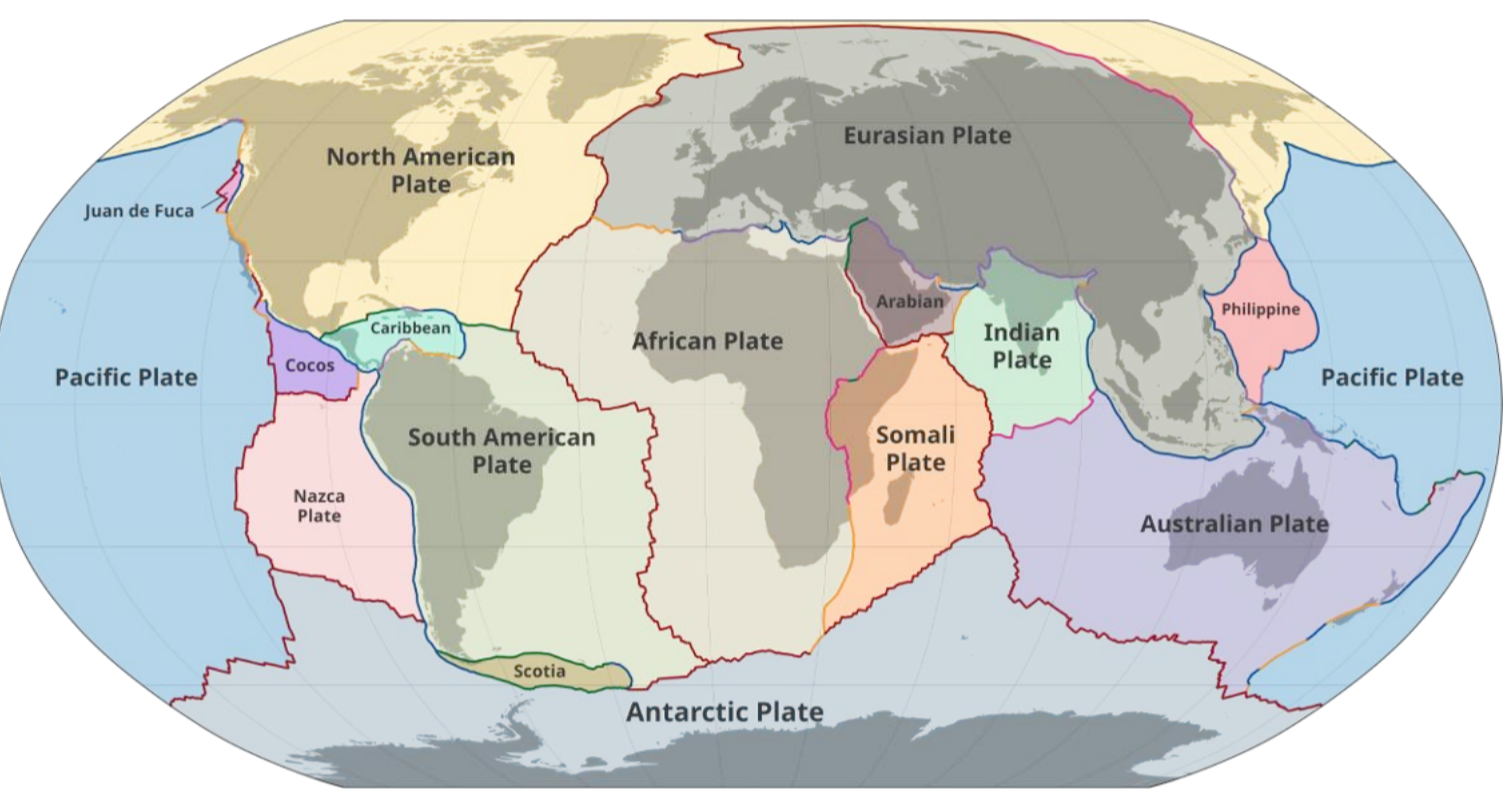 North American
Plate
Eurasian Plate
Juan de Fuca
Caribbean
Arabian
Philippine
African Plate
Indian
Plate
Cocos
Pacific Plate
Pacific Plate
South American
Plate
Somali
Plate
Nazca
Plate
Australian Plate
Scotia
Antarctic Plate